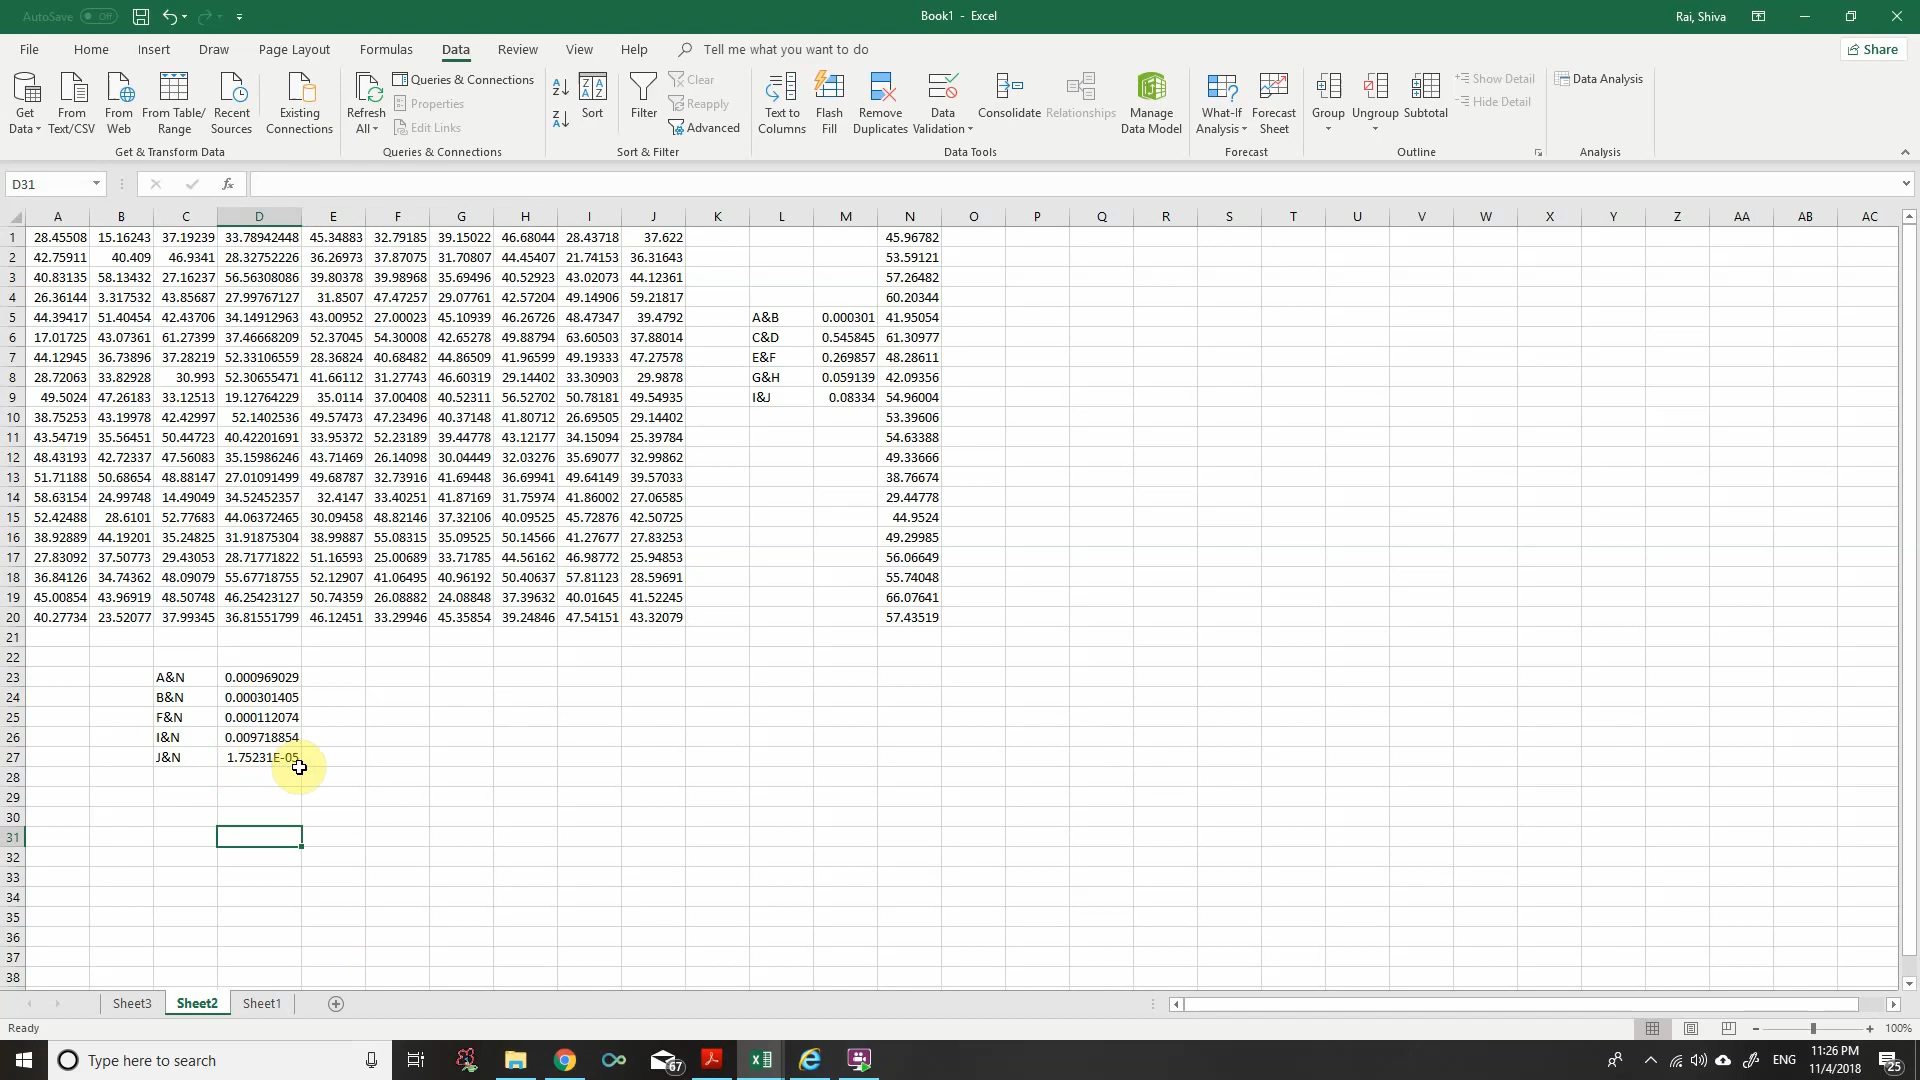 AutoSave Off
Book1 - Excel
Rai, Shiva
File Home Insert Draw Page Layout Formulas Data Review View Help Tell me what you want to do Share
Get Data
From Text/CSV
From Web
From Table/ Range
Recent Sources
Existing Connections
Get & Transform Data
Refresh All
Queries & Connections
Properties
Edit Links
Queries & Connections
Sort
Filter
Clear
Reapply
Advanced
Sort & Filter
Text to Columns
Flash Fill
Remove Duplicates
Data Validation
Consolidate
Relationships
Manage Data Model
Data Tools
What-If Analysis
Forecast Sheet
Forecast
Group
Ungroup
Subtotal
Show Detail
Hide Detail
Outline
Data Analysis
Analysis
D31 fx
A B C D E F G H I J K L M N O P Q R S T U V W X Y Z AA AB AC
1 28.45508 15.16243 37.19239 33.78942448 45.34883 32.79185 39.15022 46.68044 28.43718 37.622 45.96782
2 42.75911 40.409 46.9341 28.32752226 36.26973 37.87075 31.70807 44.45407 21.74153 36.31643 53.59121
3 40.83135 58.13432 27.16237 56.56308086 39.80378 39.98968 35.69496 40.52923 43.02073 44.12361 57.26482
4 26.36144 3.317532 43.85687 27.99767127 31.8507 47.47257 29.07761 42.57204 49.14906 59.21817 60.20344
5 44.39417 51.40454 42.43706 34.14912963 43.00952 27.00023 45.10939 46.26726 48.47347 39.4792 A&B 0.000301 41.95054
6 17.01725 43.07361 61.27399 37.46668209 52.37045 54.30008 42.65278 49.88794 63.60503 37.88014 C&D 0.545845 61.30977
7 44.12945 36.73896 37.28219 52.33106559 28.36824 40.68482 44.86509 41.96599 49.19333 47.27578 E&F 0.269857 48.28611
8 28.72063 33.82928 30.993 52.30655471 41.66112 31.27743 46.60319 29.14402 33.30903 29.9878 G&H 0.059139 42.09356
9 49.5024 47.26183 33.12513 19.12764229 35.0114 37.00408 40.52311 56.52702 50.78181 49.54935 I&J 0.08334 54.96004
10 38.75253 43.19978 42.42997 52.1402536 49.57473 47.23496 40.37148 41.80712 26.69505 29.14402 53.39606
11 43.54719 35.56451 50.44723 40.42201691 33.95372 52.23189 39.44778 43.12177 34.15094 25.39784 54.63388
12 48.43193 42.72337 47.56083 35.15986246 43.71469 26.14098 30.04449 32.03276 35.69077 32.99862 49.33666
13 51.71188 50.68654 48.88147 27.01091499 49.68787 32.73916 41.69448 36.69941 49.64149 39.57033 38.76674
14 58.63154 24.99748 14.49049 34.52452357 32.4147 33.40251 41.87169 31.75974 41.86002 27.06585 29.44778
15 52.42488 28.6101 52.77683 44.06372465 30.09458 48.82146 37.32106 40.09525 45.72876 42.50725 44.9524
16 38.92889 44.19201 35.24825 31.91875304 38.99887 55.08315 35.09525 50.14566 41.27677 27.83253 49.29985
17 27.83092 37.50773 29.43053 28.71771822 51.16593 25.00689 33.71785 44.56162 46.98772 25.94853 56.06649
18 36.84126 34.74362 48.09079 55.67718755 52.12907 41.06495 40.96192 50.40637 57.81123 28.59691 55.74048
19 45.00854 43.96919 48.50748 46.25423127 50.74359 26.08882 24.08848 37.39632 40.01645 41.52245 66.07641
20 40.27734 23.52077 37.99345 36.81551799 46.12451 33.29946 45.35854 39.24846 47.54151 43.32079 57.43519
21
22
23 A&N 0.000969029
24 B&N 0.000301405
25 F&N 0.000112074
26 I&N 0.009718854
27 J&N 1.75231E-05
28
29
30
31
32
33
34
35
36
37
38
Sheet3 Sheet2 Sheet1
Ready
100%
Type here to search
67
ENG
11:26 PM
11/4/2018
25